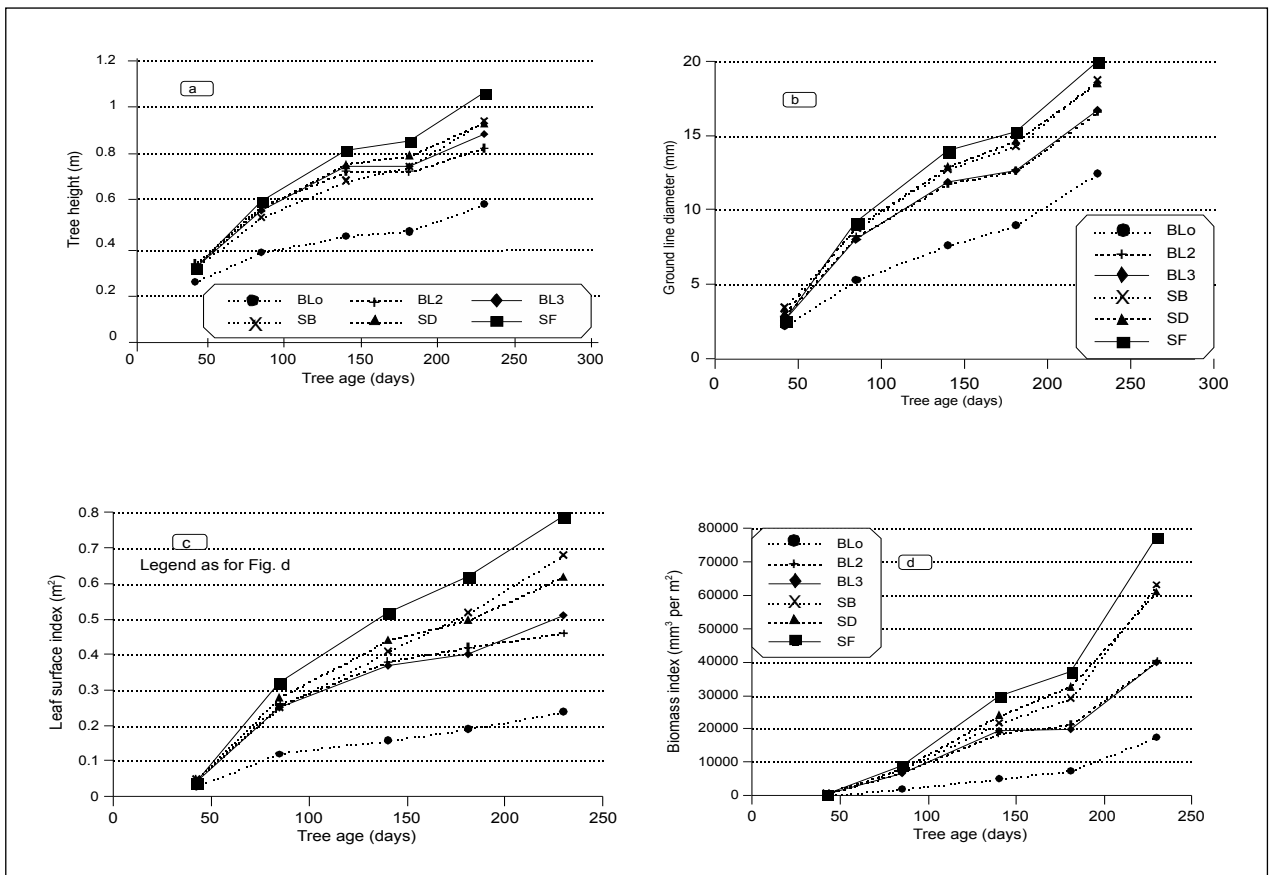 1.2
1
0.8
0.6
0.4
0.2
0
Tree height (m)
a
BLo BL2 BL3
SB SD SF
50 100 150 200 250 300
Tree age (days)
20
15
10
5
0
Ground line diameter (mm)
b
BLo
BL2
BL3
SB
SD
SF
0 50 100 150 200 250 300
Tree age (days)
0.8
0.7
0.6
0.5
0.4
0.3
0.2
0.1
0
Leaf surface index (m²)
c
Legend as for Fig. d
0 50 100 150 200 250
Tree age (days)
80000
70000
60000
50000
40000
30000
20000
10000
0
Biomass index (mm³ per m²)
BLo
BL2
BL3
SB
SD
SF
d
0 50 100 150 200 250
Tree age (days)